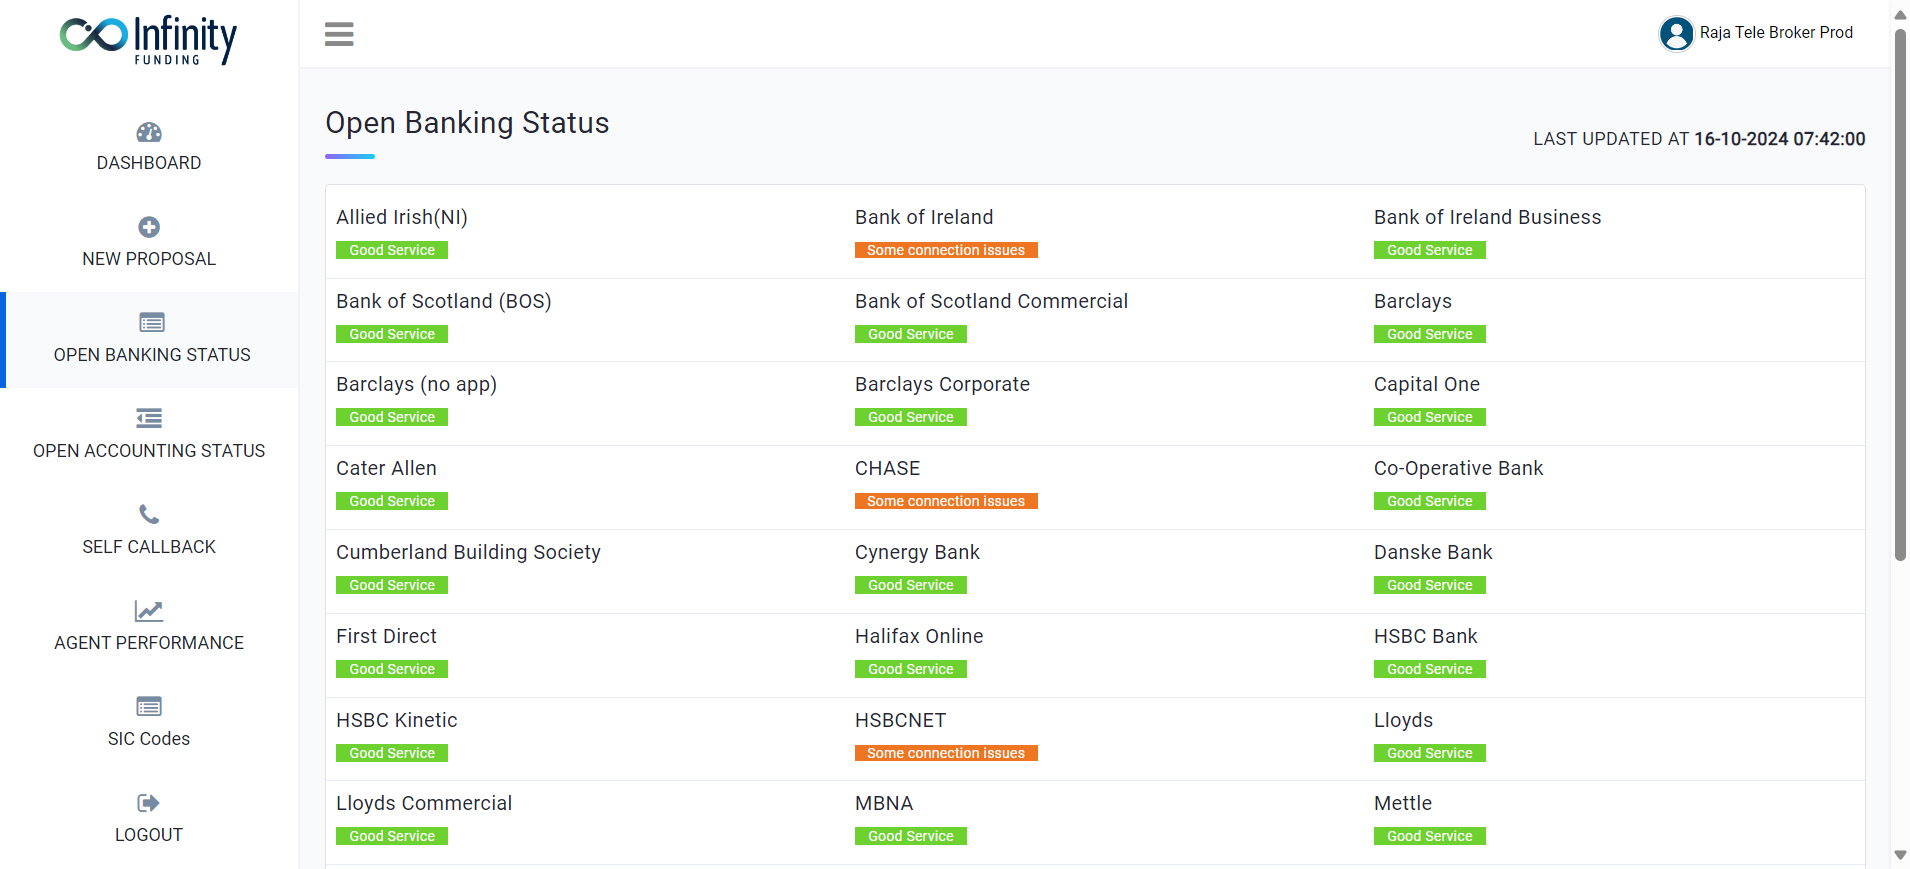 Infinity
FUNDING
Raja Tele Broker Prod
DASHBOARD
NEW PROPOSAL
OPEN BANKING STATUS
OPEN ACCOUNTING STATUS
SELF CALLBACK
AGENT PERFORMANCE
SIC Codes
LOGOUT
Open Banking Status
LAST UPDATED AT 16-10-2024 07:42:00
Allied Irish(NI)
Good Service
Bank of Ireland
Some connection issues
Bank of Ireland Business
Good Service
Bank of Scotland (BOS)
Good Service
Bank of Scotland Commercial
Good Service
Barclays
Good Service
Barclays (no app)
Good Service
Barclays Corporate
Good Service
Capital One
Good Service
Cater Allen
Good Service
CHASE
Some connection issues
Co-Operative Bank
Good Service
Cumberland Building Society
Good Service
Cynergy Bank
Good Service
Danske Bank
Good Service
First Direct
Good Service
Halifax Online
Good Service
HSBC Bank
Good Service
HSBC Kinetic
Good Service
HSBCNET
Some connection issues
Lloyds
Good Service
Lloyds Commercial
Good Service
MBNA
Good Service
Mettle
Good Service